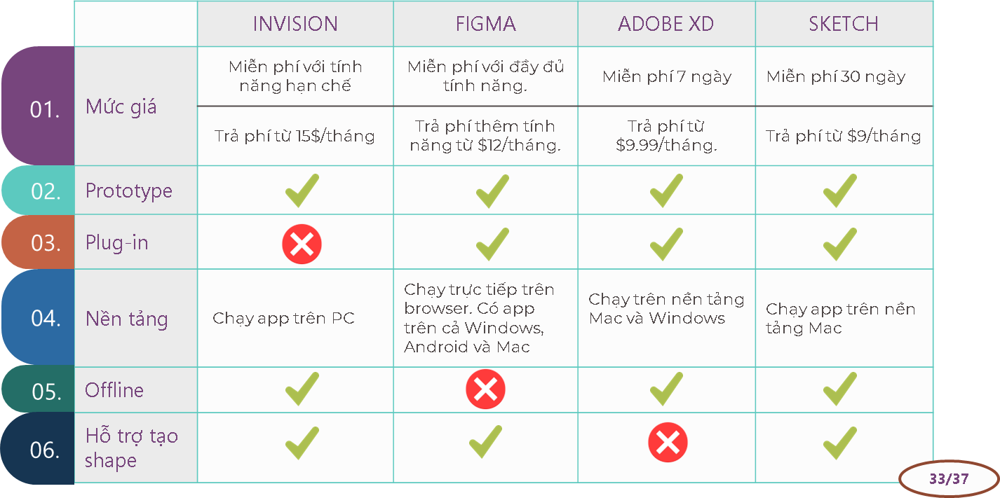 INVISION
FIGMA
ADOBE XD
SKETCH
01.
Mức giá
Miễn phí với tính
năng hạn chế
Miễn phí với đầy đủ
tính năng.
Miễn phí 7 ngày
Miễn phí 30 ngày
Trả phí từ 15$/tháng
Trả phí thêm tính
năng từ $12/tháng.
Trả phí từ
$9.99/tháng.
Trả phí từ $9/tháng
02.
Prototype
03.
Plug-in
04.
Nền tảng
Chạy app trên PC
Chạy trực tiếp trên
browser. Có app
trên cả Windows,
Android và Mac
Chạy trên nền tảng
Mac và Windows
Chạy app trên nền
tảng Mac
05.
Offline
06.
Hỗ trợ tạo
shape
33/37